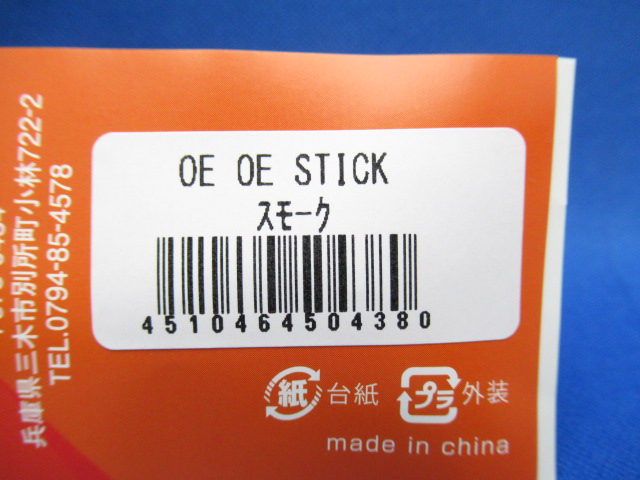 OE OE STICK
スモーク
4510464504380
紙 台紙 プラ 外装
made in china
兵庫県三木市別所町小林722-2
TEL.0794-85-4578